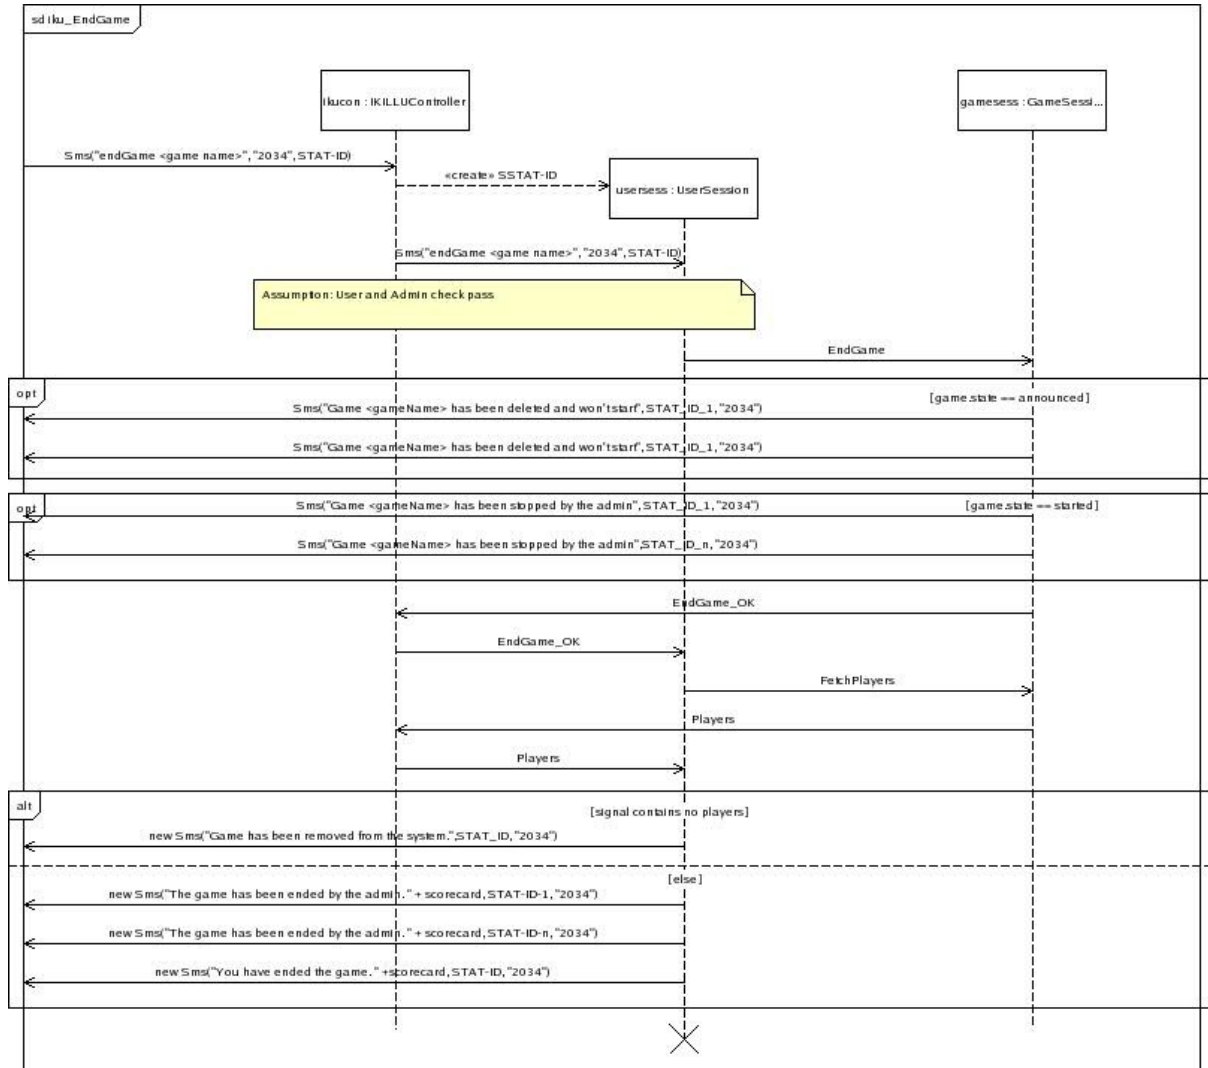 sd iku_EndGame
ikucon : IKILLUController
gamesess : GameSessi...
Sms("endGame <game name>", "2034", STAT-ID)
«create» SSTAT-ID
usersess : UserSession
Sms("endGame <game name>", "2034", STAT-ID)
Assumption: User and Admin check pass
EndGame
opt
[game.state == announced]
Sms("Game <gameName> has been deleted and won't start", STAT_ID_1, "2034")
Sms("Game <gameName> has been deleted and won't start", STAT_ID_1, "2034")
opt
Sms("Game <gameName> has been stopped by the admin", STAT_ID_1, "2034")
[game.state == started]
Sms("Game <gameName> has been stopped by the admin",STAT_ID_n, "2034")
EndGame_OK
EndGame_OK
FetchPlayers
Players
Players
alt
[signal contains no players]
new Sms("Game has been removed from the system.",STAT_ID, "2034")
[else]
new Sms("The game has been ended by the admin. " + scorecard, STAT-ID-1, "2034")
new Sms("The game has been ended by the admin. " + scorecard, STAT-ID-n, "2034")
new Sms("You have ended the game. " +scorecard, STAT-ID, "2034")